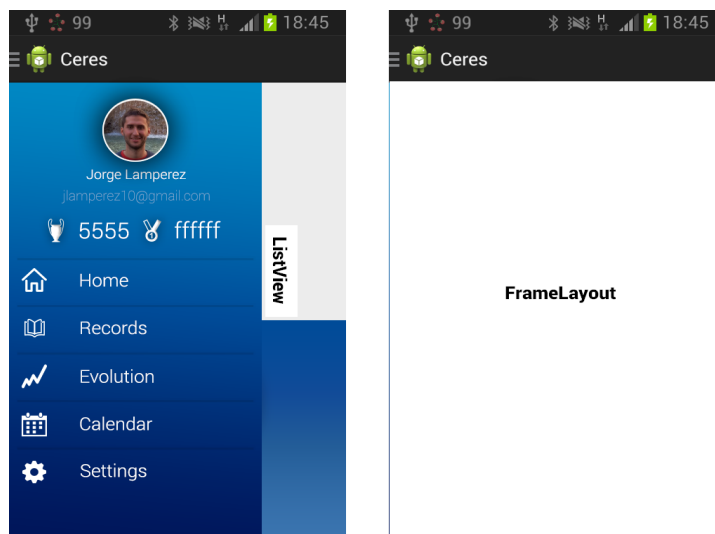 99 H 18:45
Ceres
Jorge Lamperez
jlamperez10@gmail.com
5555 ffffff
Home
Records
Evolution
Calendar
Settings
ListView
99 H 18:45
Ceres
FrameLayout